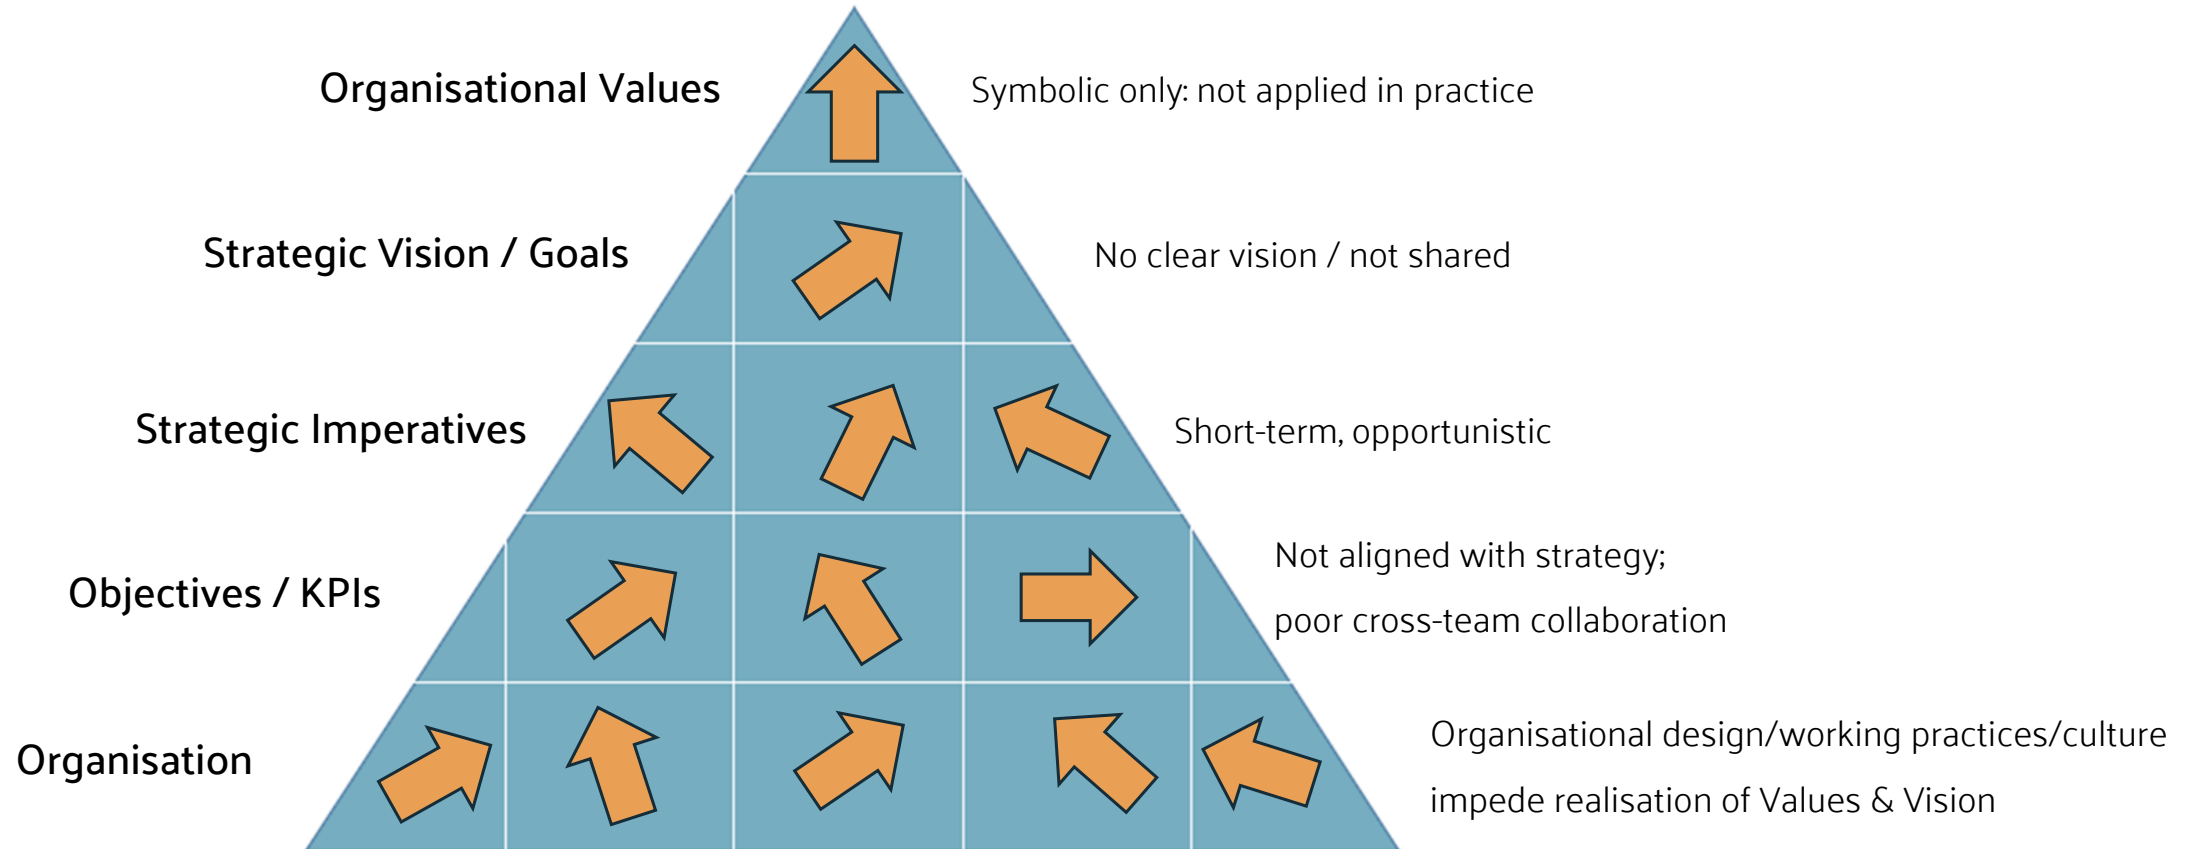 Organisational Values
Symbolic only: not applied in practice
Strategic Vision / Goals
No clear vision / not shared
Strategic Imperatives
Short-term, opportunistic
Objectives / KPIs
Not aligned with strategy;
poor cross-team collaboration
Organisation
Organisational design/working practices/culture
impede realisation of Values & Vision